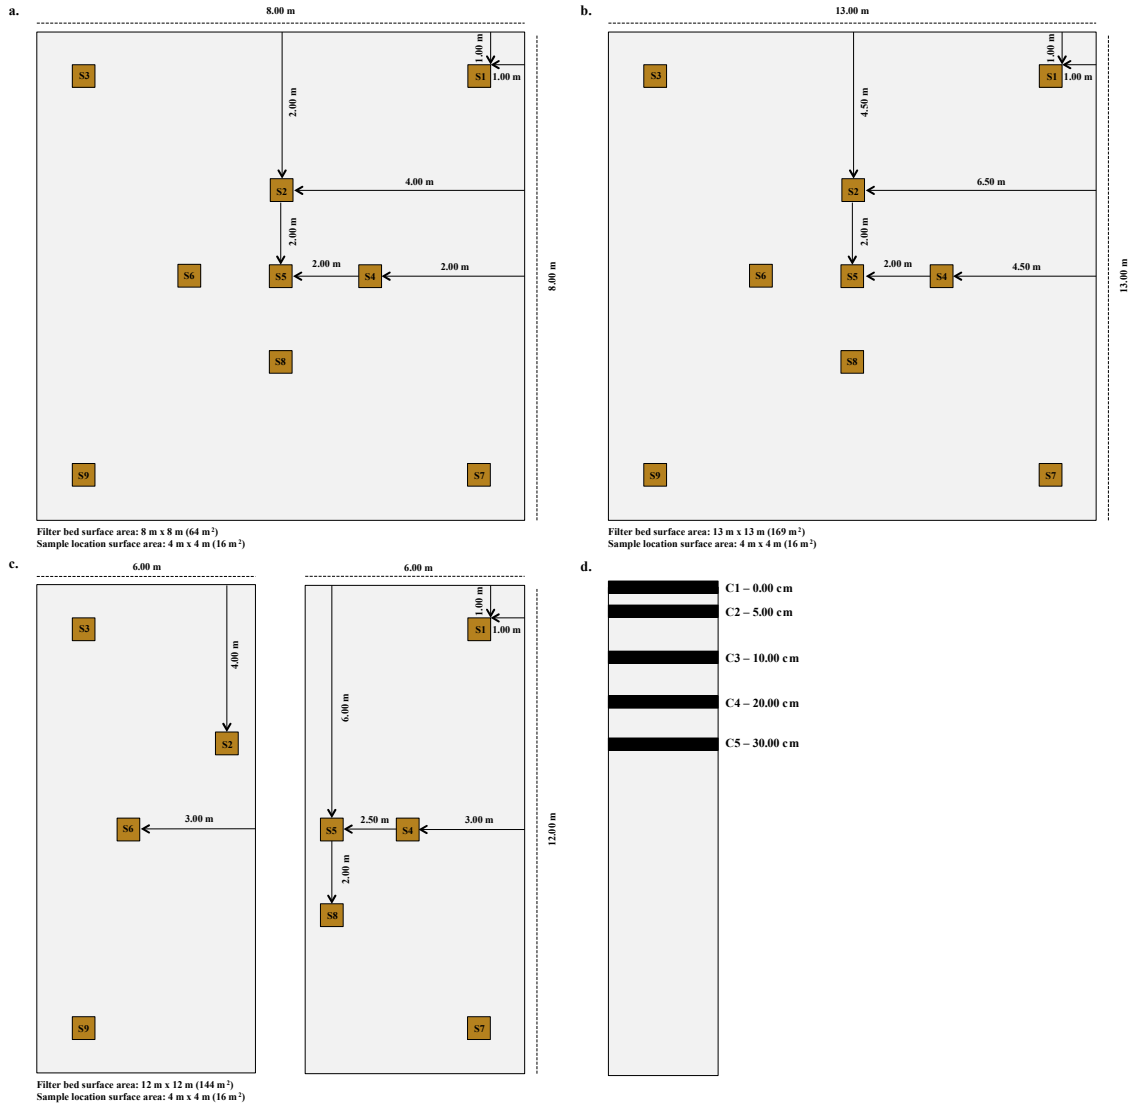 a.
8.00 m
1.00 m
S3
S1
1.00 m
2.00 m
S2
4.00 m
2.00 m
S6
S5
2.00 m
S4
2.00 m
8.00 m
S8
S9
S7
Filter bed surface area: 8 m x 8 m (64 m²)
Sample location surface area: 4 m x 4 m (16 m²)
b.
13.00 m
1.00 m
S3
S1
1.00 m
4.50 m
S2
6.50 m
2.00 m
S6
S5
2.00 m
S4
4.50 m
13.00 m
S8
S9
S7
Filter bed surface area: 13 m x 13 m (169 m²)
Sample location surface area: 4 m x 4 m (16 m²)
c.
6.00 m
S3
4.00 m
S2
S6
3.00 m
S9
6.00 m
1.00 m
S1
1.00 m
6.00 m
S5
2.50 m
S4
3.00 m
12.00 m
2.00 m
S8
S7
Filter bed surface area: 12 m x 12 m (144 m²)
Sample location surface area: 4 m x 4 m (16 m²)
d.
C1 – 0.00 cm
C2 – 5.00 cm
C3 – 10.00 cm
C4 – 20.00 cm
C5 – 30.00 cm